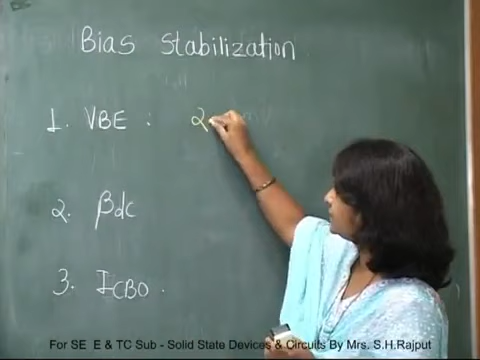 Bias Stabilization
1. VBE : 2.
2. βdc
3. ICBO.
For SE E & TC Sub - Solid State Devices & Circuits By Mrs. S.H.Rajput